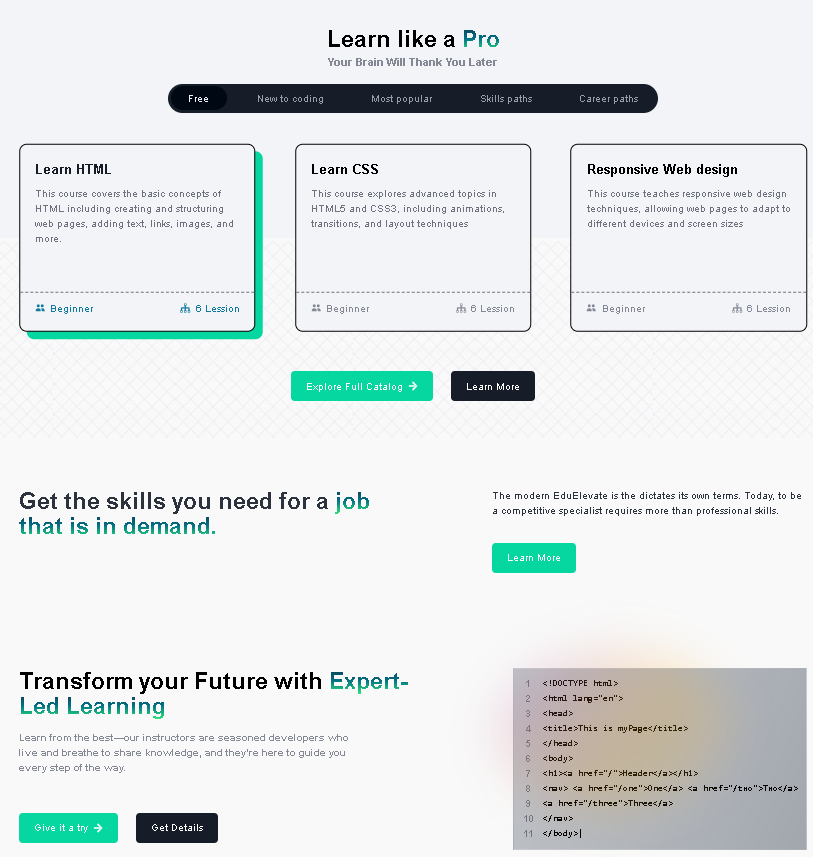 Learn like a Pro
Your Brain Will Thank You Later
Free
New to coding
Most popular
Skills paths
Career paths
Learn HTML
This course covers the basic concepts of
HTML including creating and structuring
web pages, adding text, links, images, and
more.
Beginner
6 Lession
Learn CSS
This course explores advanced topics in
HTML5 and CSS3, including animations,
transitions, and layout techniques
Beginner
6 Lession
Responsive Web design
This course teaches responsive web design
techniques, allowing web pages to adapt to
different devices and screen sizes
Beginner
6 Lession
Explore Full Catalog
Learn More
Get the skills you need for a job
that is in demand.
The modern EduElevate is the dictates its own terms. Today, to be
a competitive specialist requires more than professional skills.
Learn More
Transform your Future with Expert-
Led Learning
Learn from the best—our instructors are seasoned developers who
live and breathe to share knowledge, and they're here to guide you
every step of the way.
Give it a try
Get Details
1 <!DOCTYPE html>
2 <html lang="en">
3 <head>
4 <title>This is myPage</title>
5 </head>
6 <body>
7 <h1><a href="/">Header</a></h1>
8 <nav> <a href="/one">One</a> <a href="/two">Two</a>
9 <a href="/three">Three</a>
10 </nav>
11 </body>|